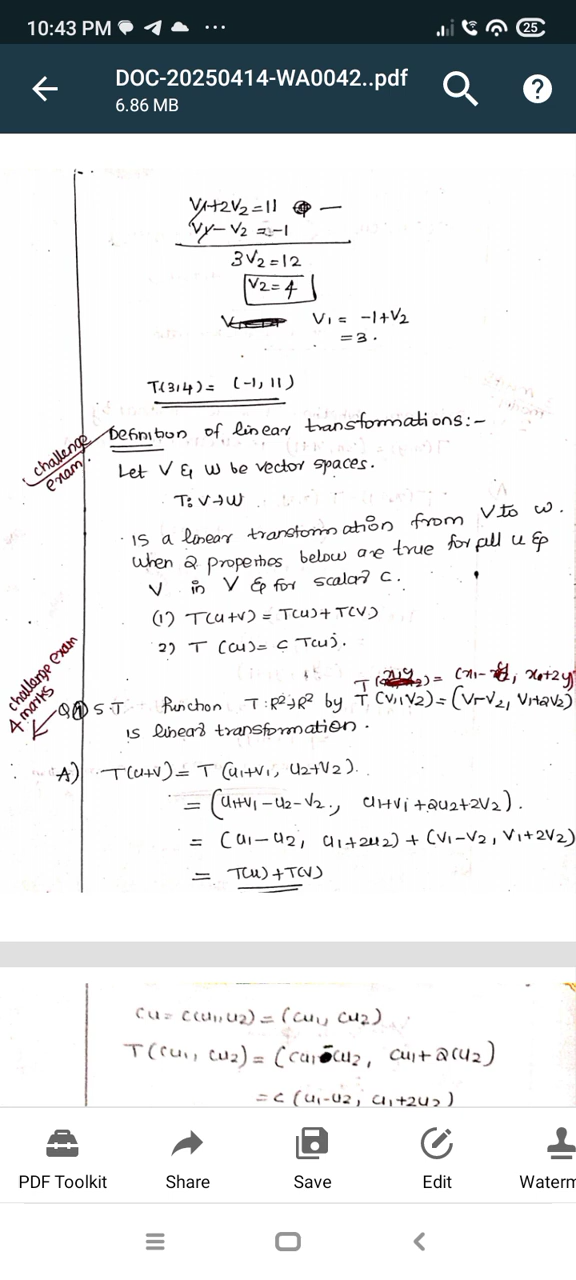 10:43 PM ...
25
DOC-20250414-WA0042..pdf
6.86 MB
V1+2V2=11 —
V1-V2 =-1
3V2=12
V2=4
V1 = -1+V2
=3.
T(3,4)= (-1, 11)
challenge exam
Definition of linear transformations:-
Let V & W be vector spaces.
T: V→W
is a linear transformation from V to W.
when 2 properties below are true for all u &
V in V & for scalar c.
(1) T(u+v) = T(u)+T(v)
2) T (cu)= c T(u).
challenge exam
4 marks
T = (x1-, x+2y)
Q S.T function T:R²→R² by T(V1,V2)=(V1-V2, V1+2V2)
is linear transformation.
A) T(u+v)= T(u1+v1, u2+v2).
= (u1+v1-u2-v2, u1+v1+2u2+2v2).
= (u1-u2, u1+2u2)+(v1-v2, v1+2v2)
= T(u)+T(v)
cu= c(u1,u2)=(cu1, cu2)
T(cu1, cu2)= (cu1-cu2, cu1+2cu2)
=c (u1-u2, u1+2u2)
PDF Toolkit
Share
Save
Edit
Waterm